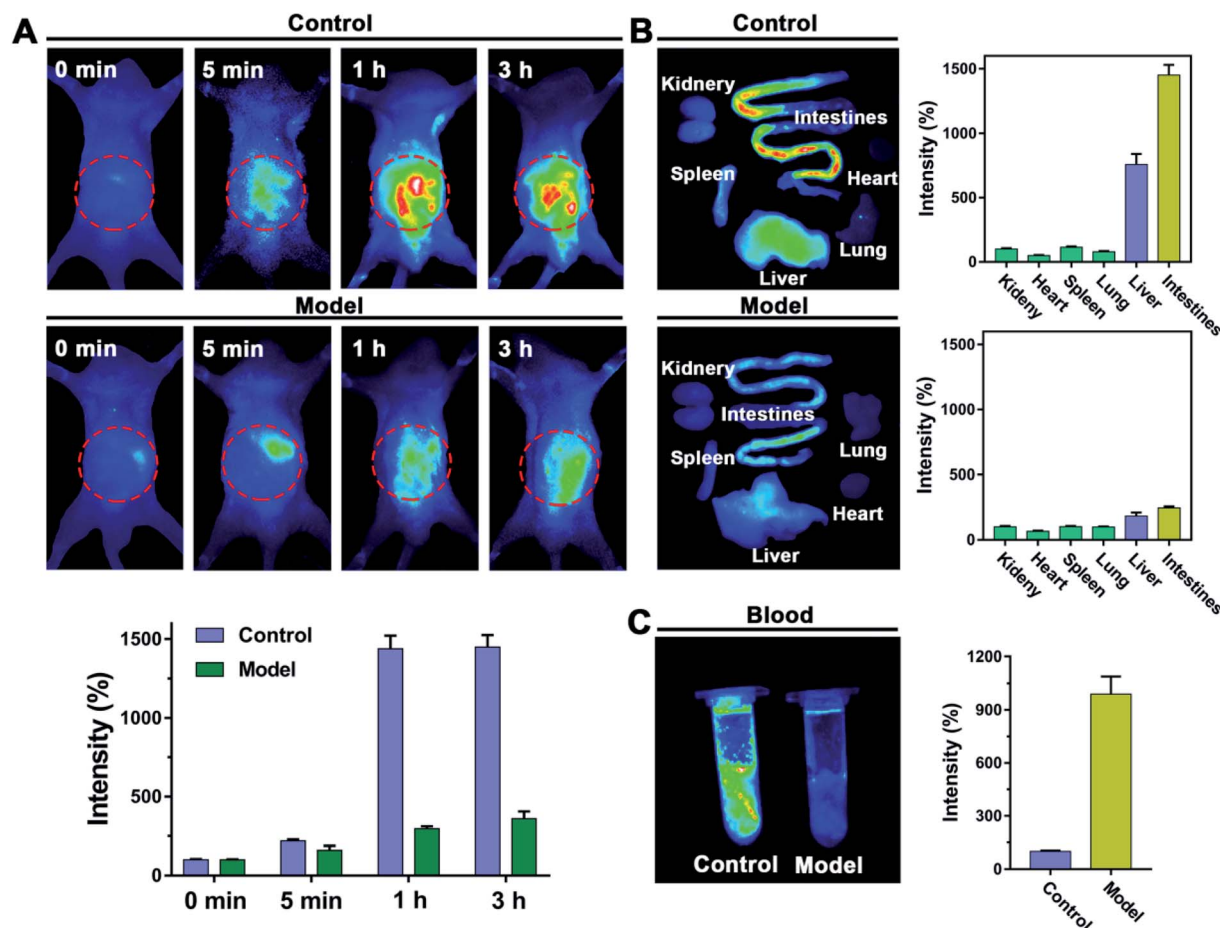 A
Control
0 min
5 min
1 h
3 h
Model
0 min
5 min
1 h
3 h
Intensity (%)
1500
1000
500
0
Control
Model
0 min
5 min
1 h
3 h
B
Control
Kidnery
Intestines
Spleen
Heart
Lung
Liver
Intensity (%)
1500
1000
500
0
Kideny
Heart
Spleen
Lung
Liver
Intestines
Model
Kidnery
Intestines
Lung
Spleen
Heart
Liver
Intensity (%)
1500
1000
500
0
Kideny
Heart
Spleen
Lung
Liver
Intestines
C
Blood
Control Model
Intensity (%)
1200
900
600
300
0
Control
Model